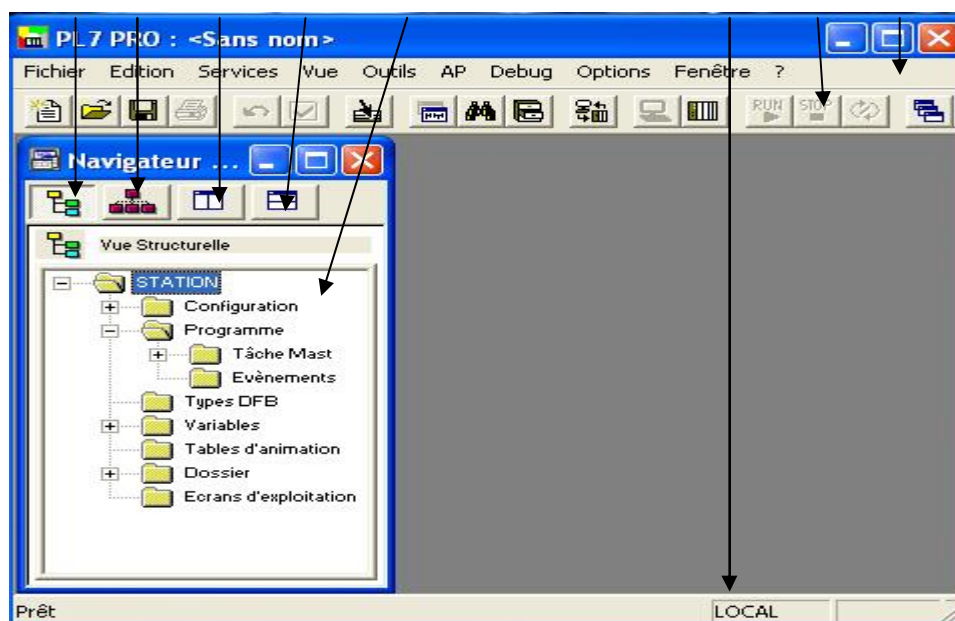 PL7 PRO : <Sans nom>
Fichier Edition Services Vue Outils AP Debug Options Fenêtre ?
RUN STOP
Navigateur ...
Vue Structurelle
STATION
Configuration
Programme
Tâche Mast
Evènements
Types DFB
Variables
Tables d'animation
Dossier
Ecrans d'exploitation
Prêt LOCAL